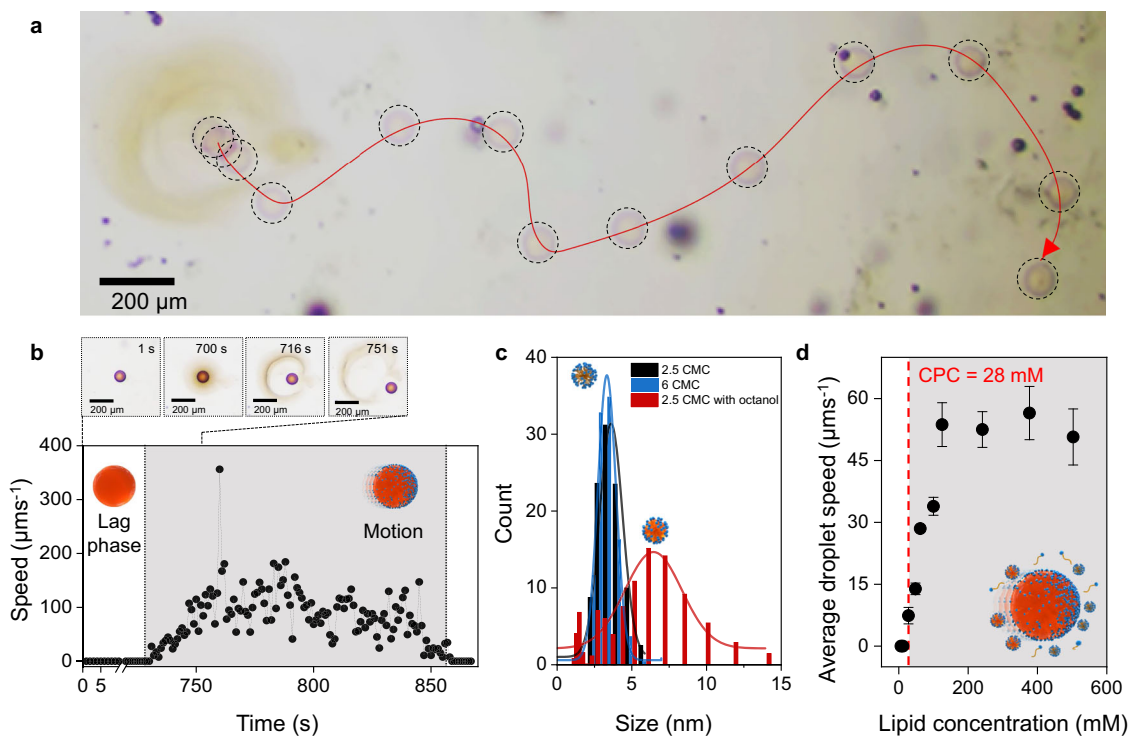 a
200 μm
b
1 s
700 s
716 s
751 s
200 μm
200 μm
200 μm
200 μm
400
300
200
100
0
Speed (μms⁻¹)
Lag
phase
Motion
0 5
750
800
850
Time (s)
c
40
30
20
10
0
Count
2.5 CMC
6 CMC
2.5 CMC with octanol
0
5
10
15
Size (nm)
d
CPC = 28 mM
60
45
30
15
0
Average droplet speed (μms⁻¹)
0
200
400
600
Lipid concentration (mM)